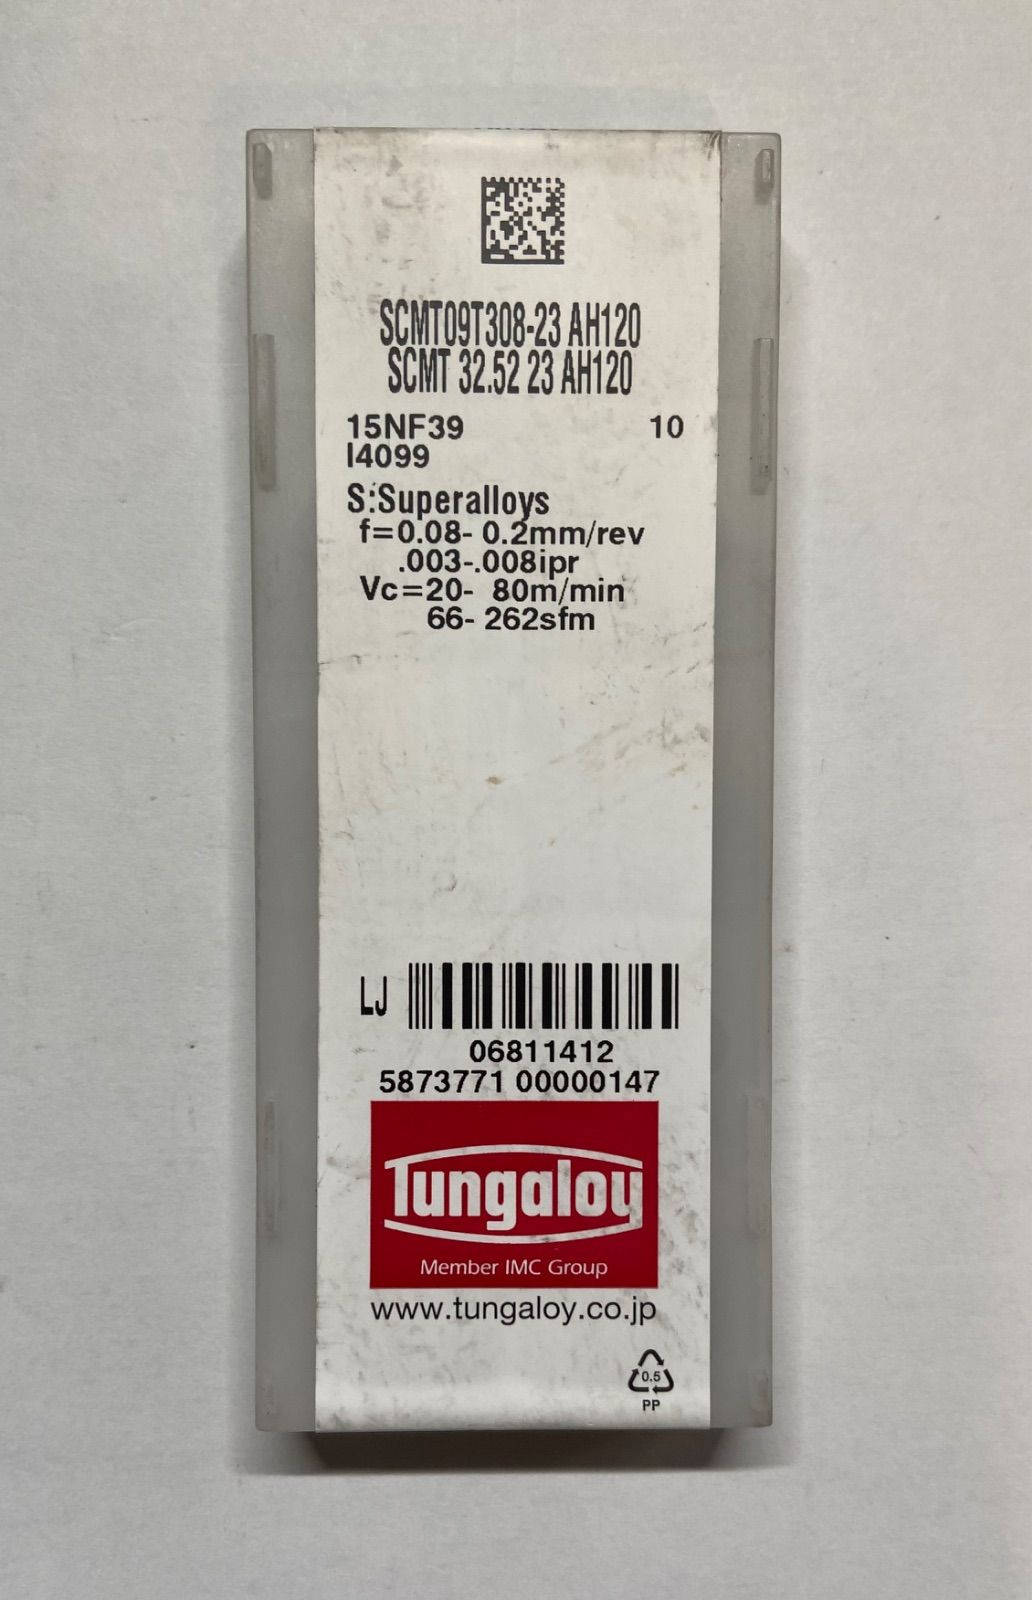 SCMT09T308-23 AH120
SCMT 32.52 23 AH120
15NF39 10
I4099
S:Superalloys
f=0.08- 0.2mm/rev
.003-.008ipr
Vc=20- 80m/min
66- 262sfm
LJ
06811412
5873771 00000147
Tungaloy
Member IMC Group
www.tungaloy.co.jp
0.5
PP